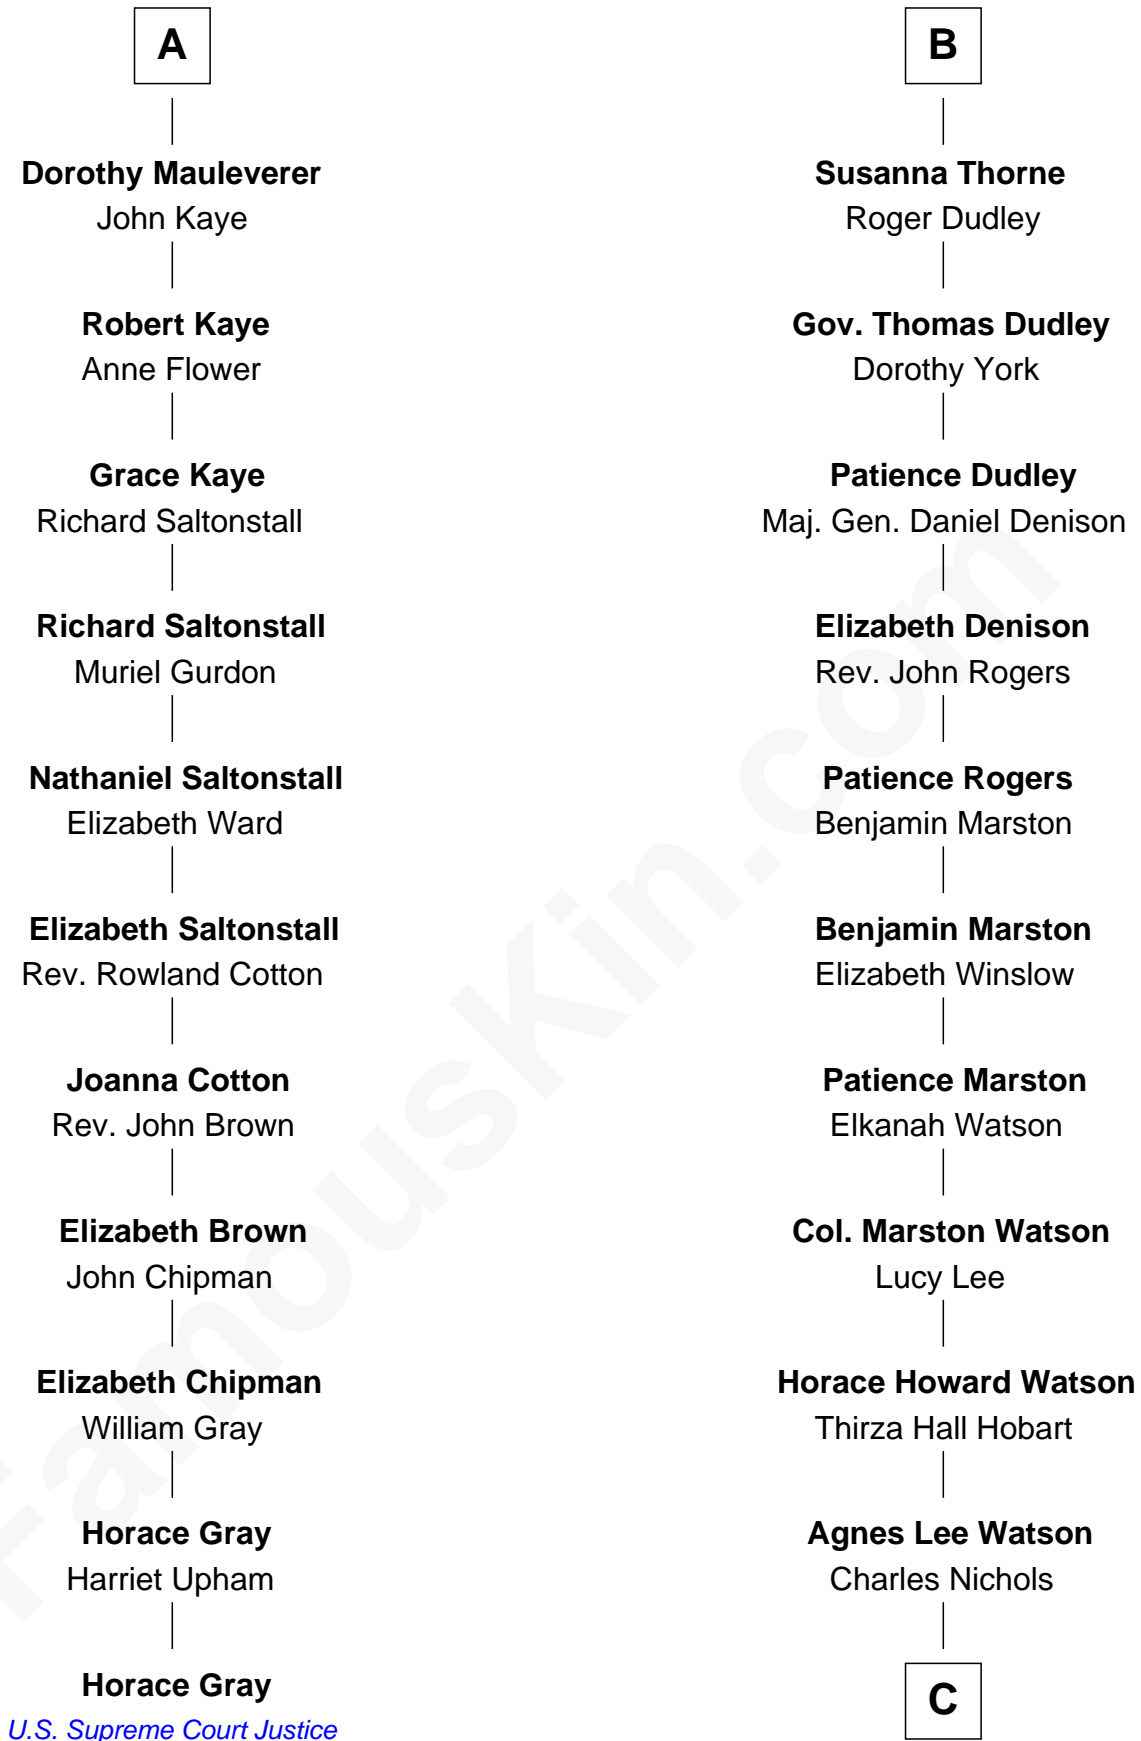 A
Dorothy Mauleverer
John Kaye
Robert Kaye
Anne Flower
Grace Kaye
Richard Saltonstall
Richard Saltonstall
Muriel Gurdon
Nathaniel Saltonstall
Elizabeth Ward
Elizabeth Saltonstall
Rev. Rowland Cotton
Joanna Cotton
Rev. John Brown
Elizabeth Brown
John Chipman
Elizabeth Chipman
William Gray
Horace Gray
Harriet Upham
Horace Gray
U.S. Supreme Court Justice
B
Susanna Thorne
Roger Dudley
Gov. Thomas Dudley
Dorothy York
Patience Dudley
Maj. Gen. Daniel Denison
Elizabeth Denison
Rev. John Rogers
Patience Rogers
Benjamin Marston
Benjamin Marston
Elizabeth Winslow
Patience Marston
Elkanah Watson
Col. Marston Watson
Lucy Lee
Horace Howard Watson
Thirza Hall Hobart
Agnes Lee Watson
Charles Nichols
C
FamousKin.com